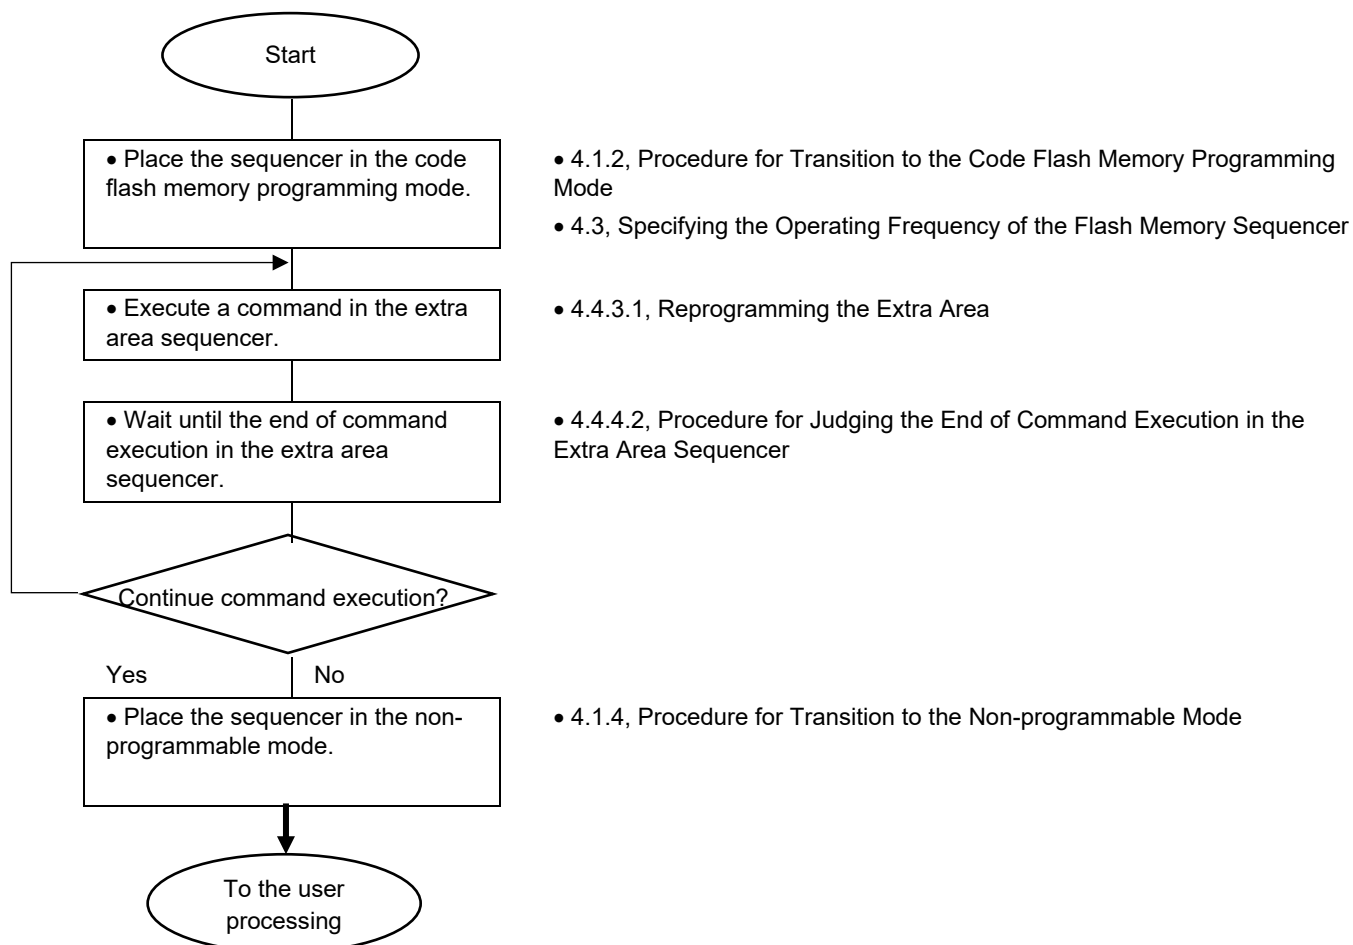 Start
• Place the sequencer in the code
flash memory programming mode.
• 4.1.2, Procedure for Transition to the Code Flash Memory Programming
Mode
• 4.3, Specifying the Operating Frequency of the Flash Memory Sequencer
• Execute a command in the extra
area sequencer.
• 4.4.3.1, Reprogramming the Extra Area
• Wait until the end of command
execution in the extra area
sequencer.
• 4.4.4.2, Procedure for Judging the End of Command Execution in the
Extra Area Sequencer
Continue command execution?
Yes
No
• Place the sequencer in the non-
programmable mode.
• 4.1.4, Procedure for Transition to the Non-programmable Mode
To the user
processing